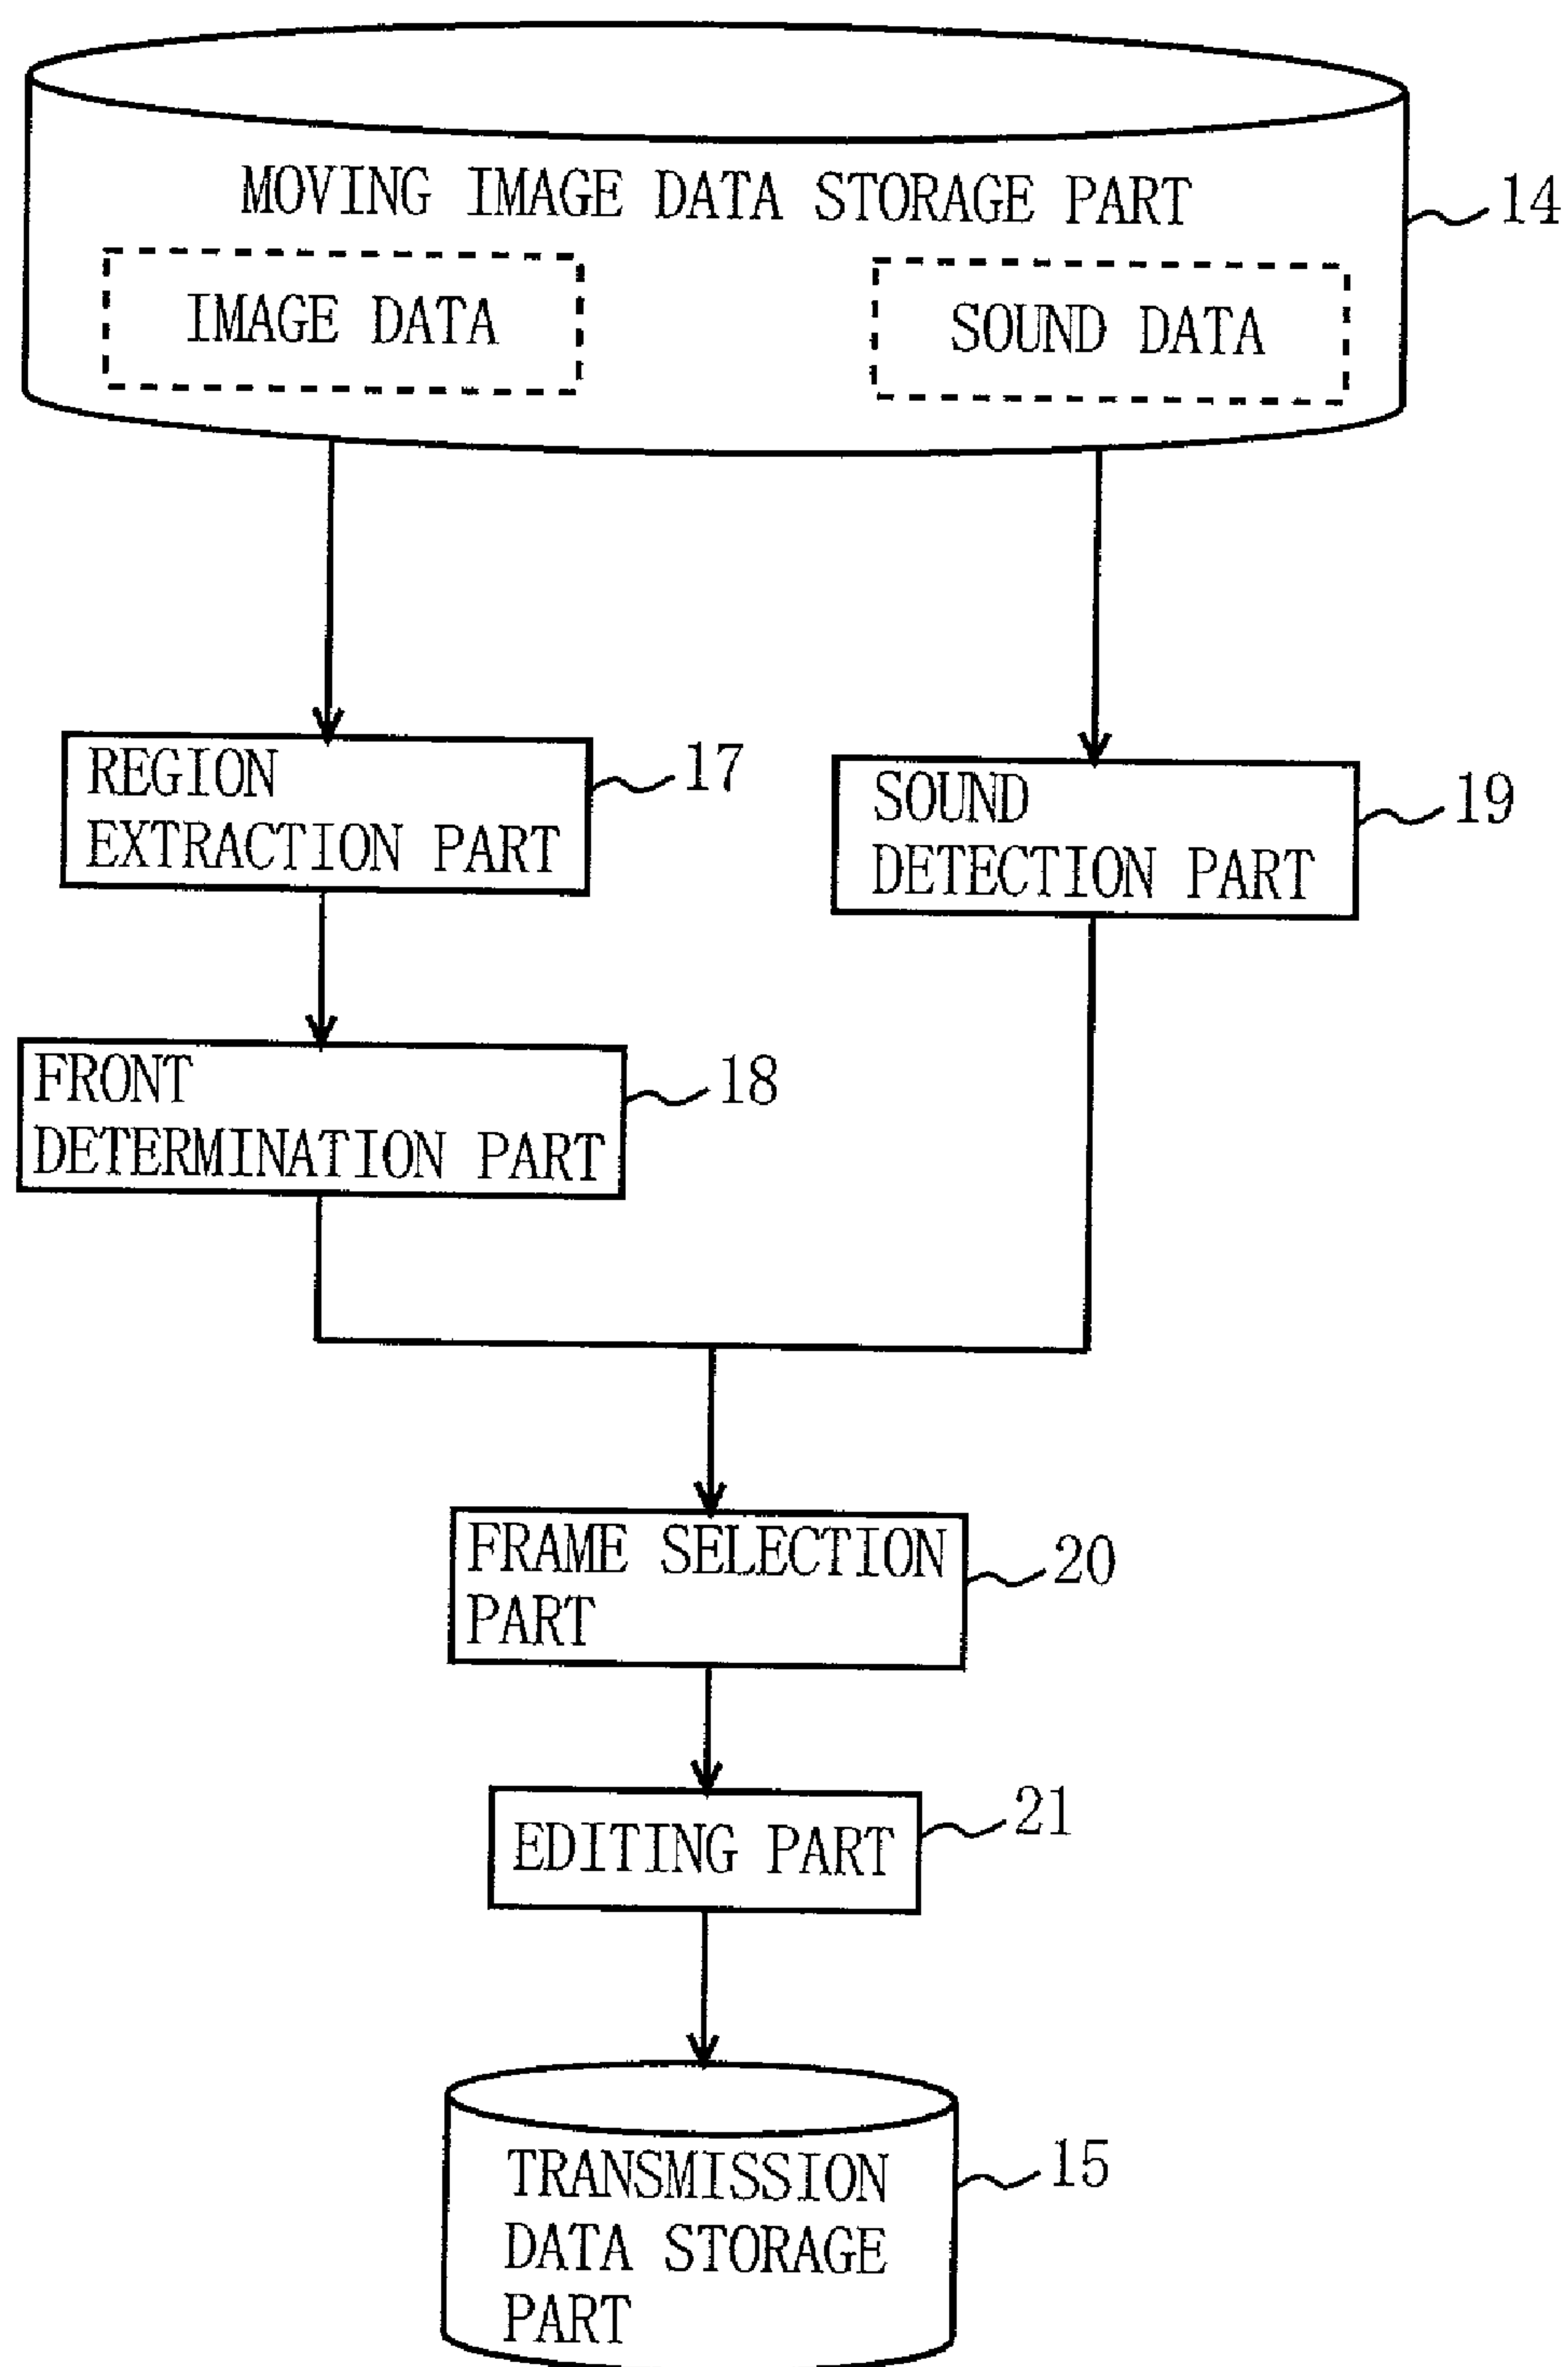 MOVING IMAGE DATA STORAGE PART
14
IMAGE DATA
SOUND DATA
REGION
EXTRACTION PART
17
SOUND
DETECTION PART
19
FRONT
DETERMINATION PART
18
FRAME SELECTION
PART
20
EDITING PART
21
TRANSMISSION
DATA STORAGE
PART
15